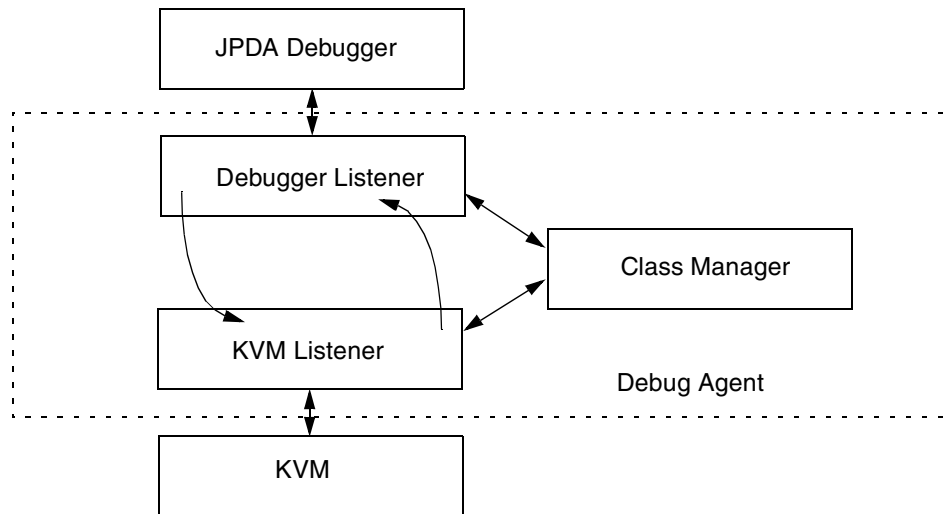 JPDA Debugger
Debugger Listener
Class Manager
KVM Listener
Debug Agent
KVM